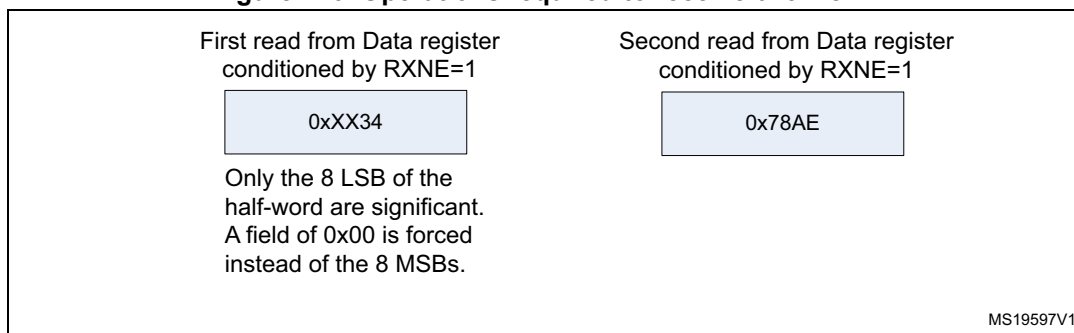 First read from Data register
conditioned by RXNE=1
0xXX34
Only the 8 LSB of the
half-word are significant.
A field of 0x00 is forced
instead of the 8 MSBs.
Second read from Data register
conditioned by RXNE=1
0x78AE
MS19597V1